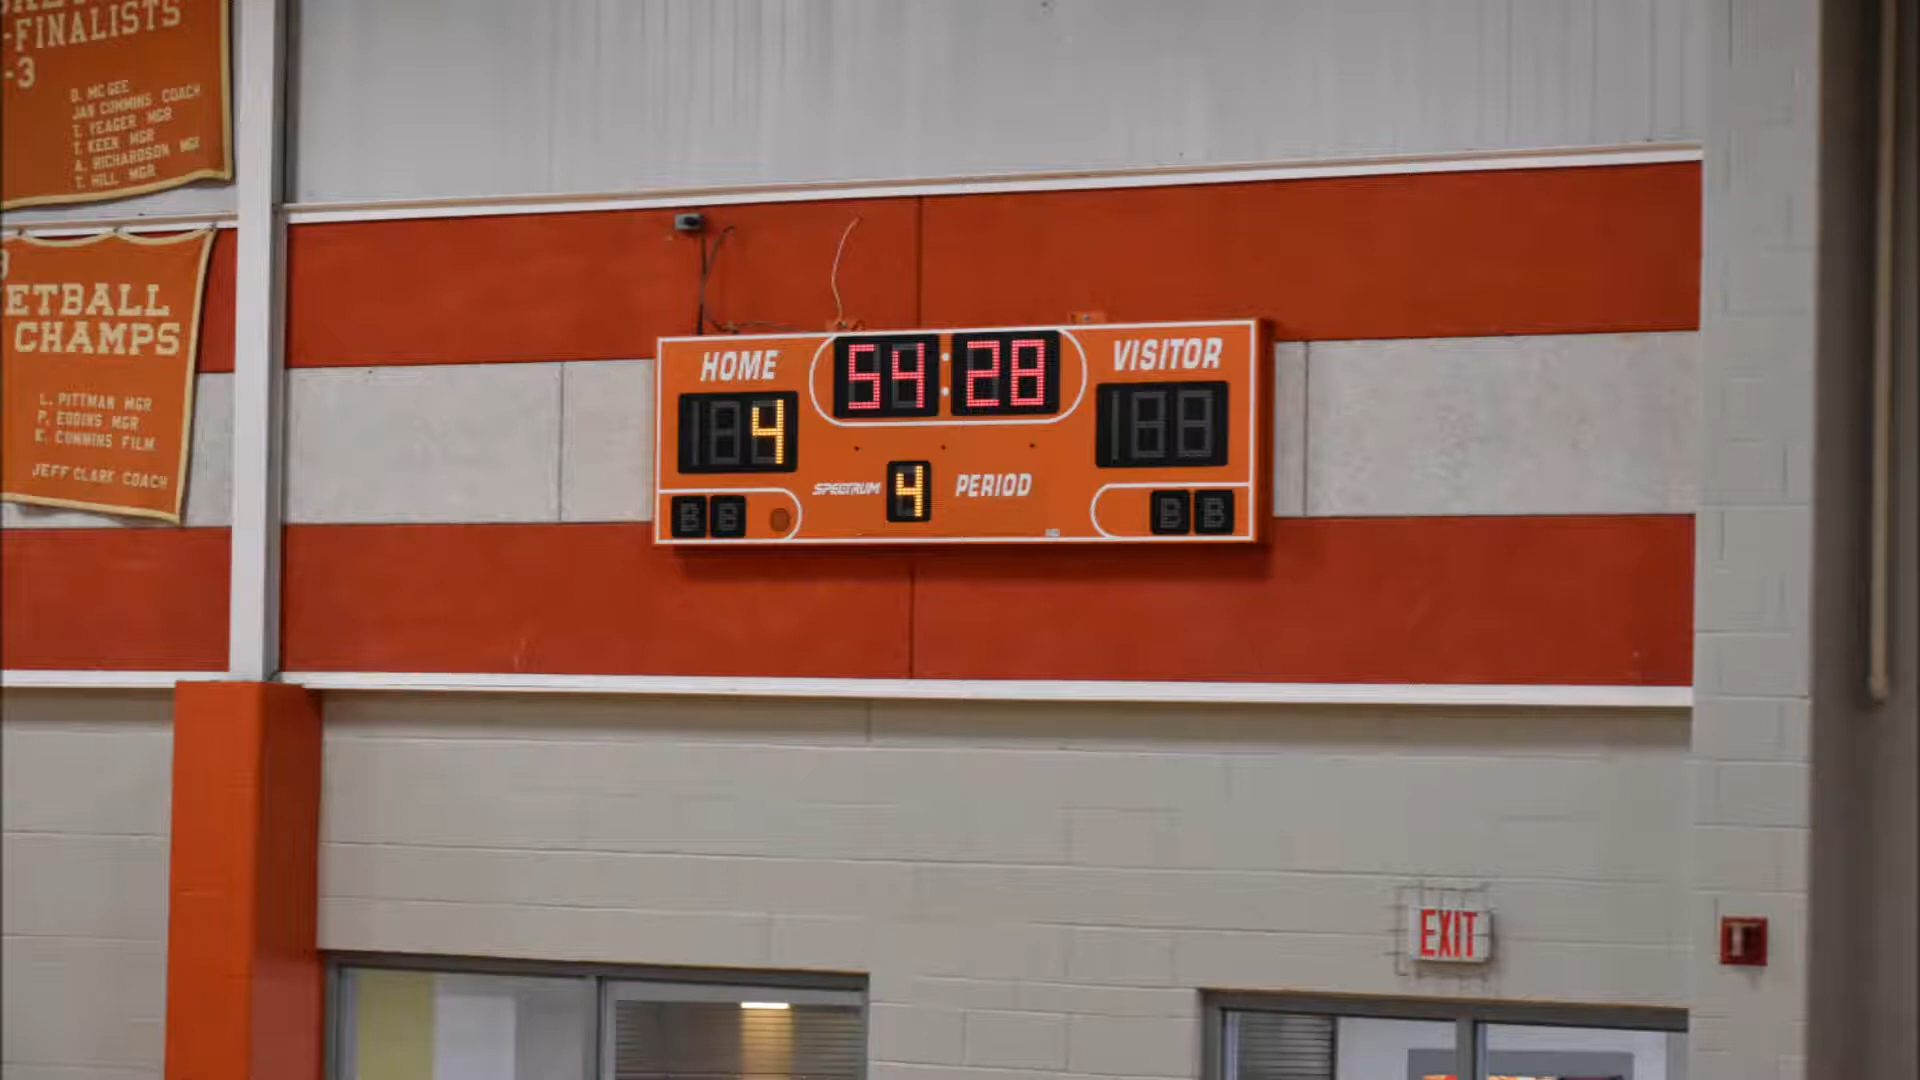 -FINALISTS
-3
D. MC GEE
JAS CUMMINS COACH
T. YEAGER MGR
T. KEEN MGR
A. RICHARDSON MGR
T. HILL MGR
ETBALL
CHAMPS
L. PITTMAN MGR
P. EDDINS MGR
K. CUMMINS FILM
JEFF CLARK COACH
HOME
54:28
VISITOR
4
SPECTRUM
4
PERIOD
EXIT